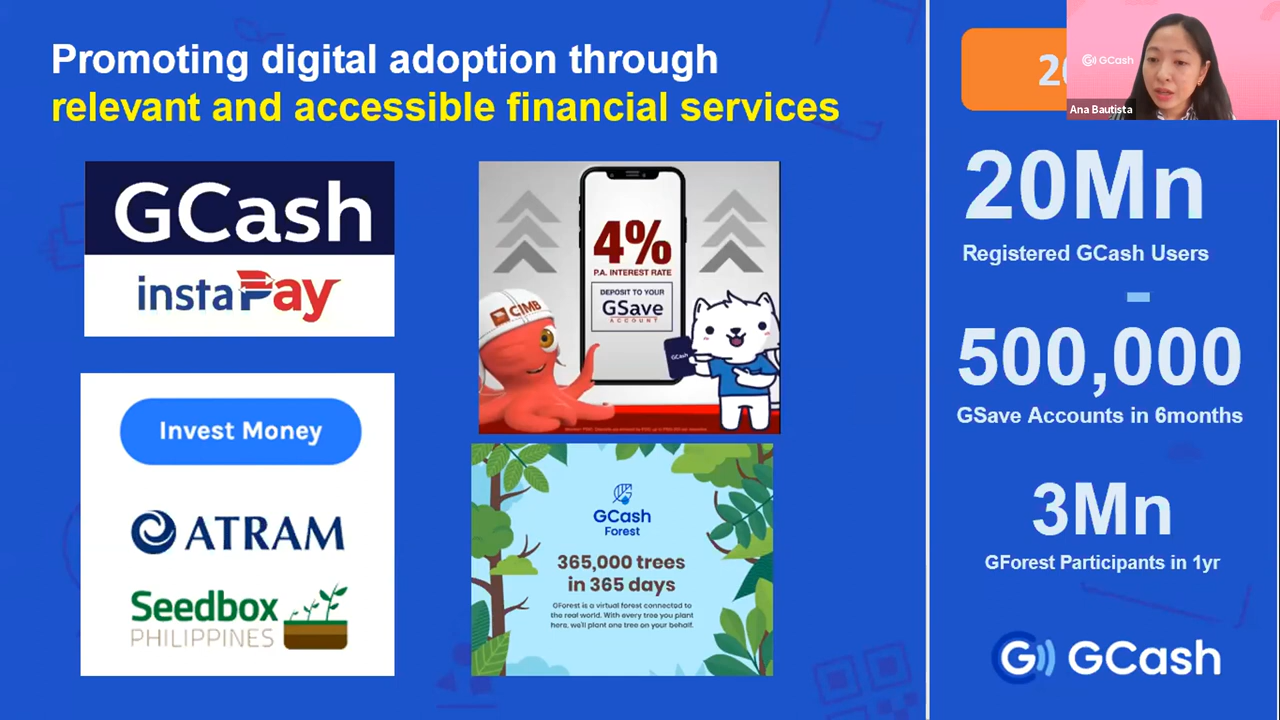 Promoting digital adoption through
relevant and accessible financial services
GCash
instaPay
Invest Money
ATRAM
Seedbox
PHILIPPINES
4%
P.A. INTEREST RATE
DEPOSIT TO YOUR
GSave
ACCOUNT
CIMB
GCash
GCash
Forest
365,000 trees
in 365 days
GForest is a virtual forest connected to
the real world. With every tree you plant
here, we'll plant one tree on your behalf.
GCash
Ana Bautista
20Mn
Registered GCash Users
500,000
GSave Accounts in 6months
3Mn
GForest Participants in 1yr
GCash